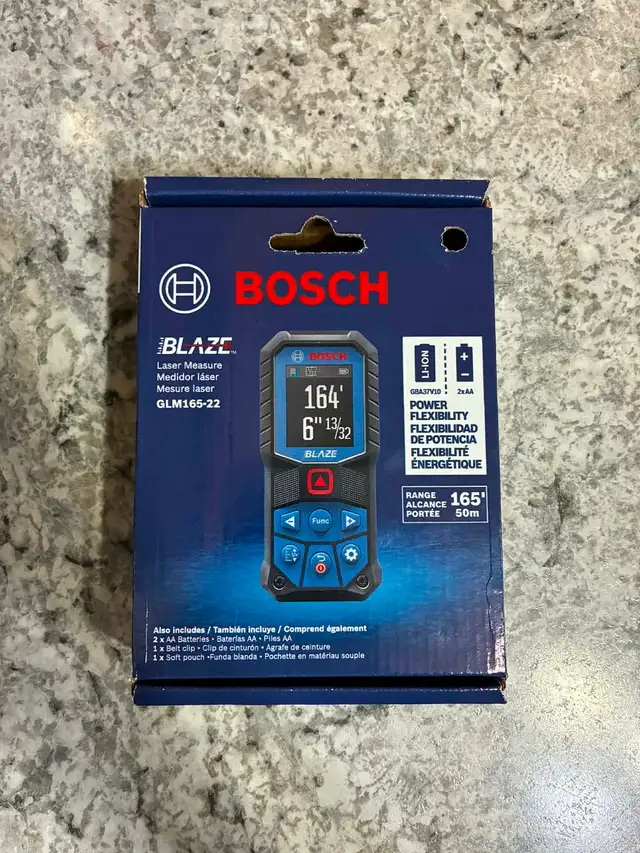 BOSCH
BLAZE™
Laser Measure
Medidor láser
Mesure laser
GLM165-22
BOSCH
164'
6" 13/32
BLAZE
Func
LI-ION
GBA37V10
2xAA
POWER
FLEXIBILITY
FLEXIBILIDAD
DE POTENCIA
FLEXIBILITÉ
ÉNERGÉTIQUE
RANGE
ALCANCE
PORTÉE
165'
50m
Also includes / También incluye / Comprend également
2 x AA Batteries • Baterías AA • Piles AA
1 x Belt clip • Clip de cinturón • Agrafe de ceinture
1 x Soft pouch •Funda blanda • Pochette en matériau souple